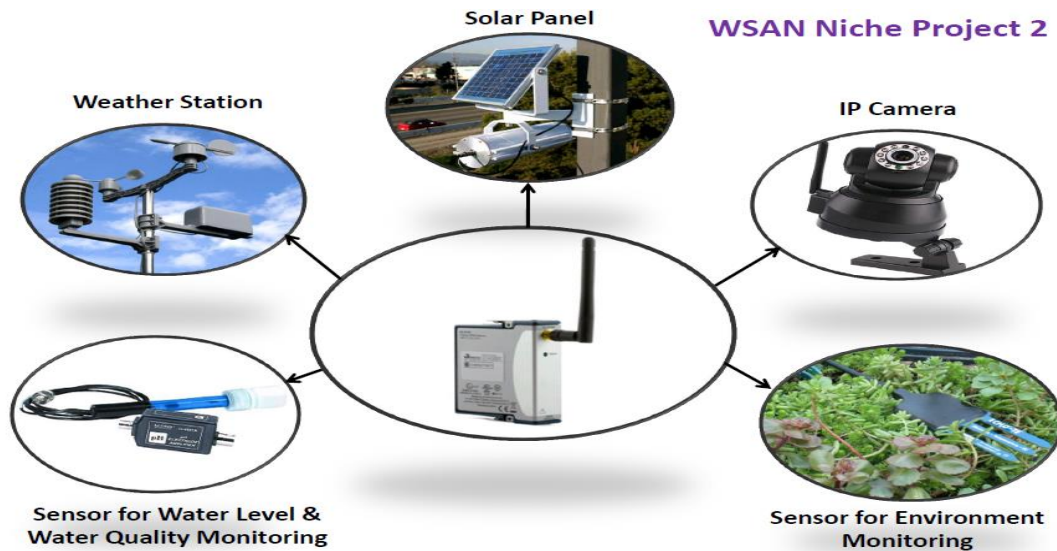 Solar Panel
WSAN Niche Project 2
Weather Station
IP Camera
pH
Sensor for Water Level &
Water Quality Monitoring
Sensor for Environment
Monitoring